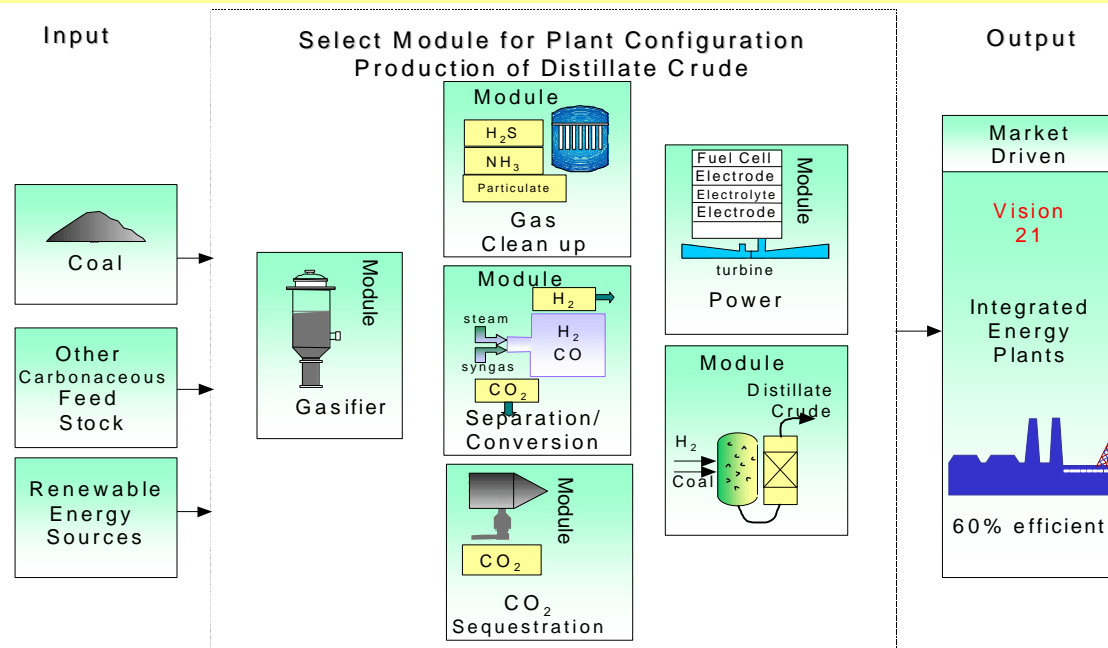 Input
Select Module for Plant Configuration
Production of Distillate Crude
Output
Coal
Other
Carbonaceous
Feed
Stock
Renewable
Energy
Sources
Module
Gasifier
Module
H₂S
NH₃
Particulate
Gas
Clean up
Module
H₂
steam
H₂
CO
syngas
CO₂
Separation/
Conversion
Module
CO₂
CO₂
Sequestration
Fuel Cell
Electrode
Electrolyte
Electrode
Module
turbine
Power
Module
Distillate
Crude
H₂
Coal
Market
Driven
Vision
21
Integrated
Energy
Plants
60% efficient